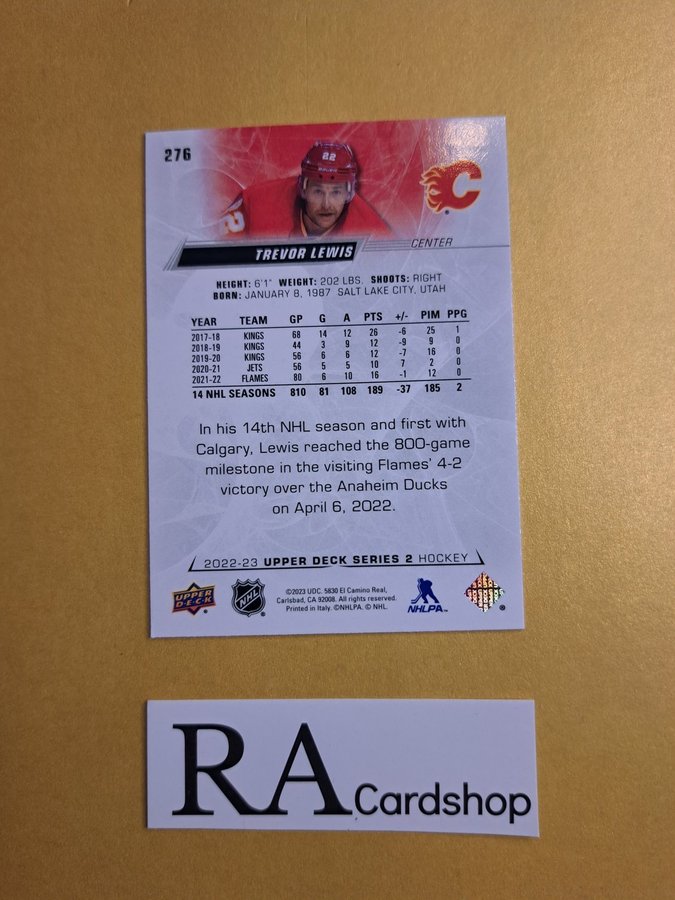 276
22
22
C
TREVOR LEWIS
CENTER
HEIGHT: 6'1" WEIGHT: 202 LBS. SHOOTS: RIGHT
BORN: JANUARY 8, 1987 SALT LAKE CITY, UTAH
YEAR TEAM GP G A PTS +/- PIM PPG
2017-18 KINGS 68 14 12 26 -6 25 1
2018-19 KINGS 44 3 9 12 -9 9 0
2019-20 KINGS 56 6 6 12 -7 16 0
2020-21 JETS 56 5 5 10 7 2 0
2021-22 FLAMES 80 6 10 16 -1 12 0
14 NHL SEASONS 810 81 108 189 -37 185 2
In his 14th NHL season and first with
Calgary, Lewis reached the 800-game
milestone in the visiting Flames' 4-2
victory over the Anaheim Ducks
on April 6, 2022.
2022-23 UPPER DECK SERIES 2 HOCKEY
UPPER DECK
NHL
©2023 UDC. 5830 El Camino Real,
Carlsbad, CA 92008. All rights reserved.
Printed in Italy. ©NHLPA. © NHL.
NHLPA™
RA Cardshop